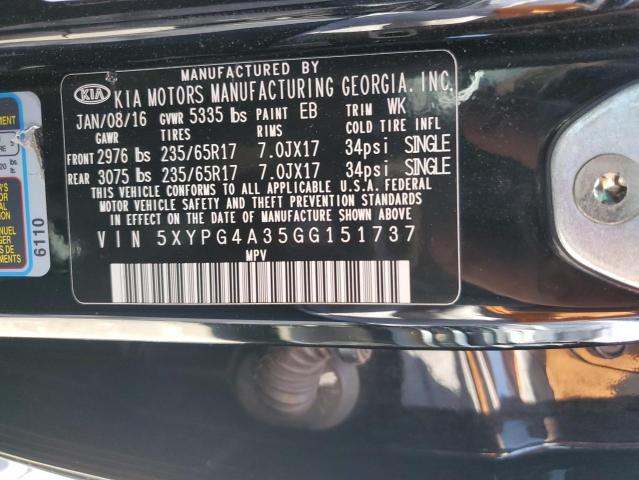 MANUFACTURED BY
KIA KIA MOTORS MANUFACTURING GEORGIA. INC.
JAN/08/16 GVWR 5335 lbs PAINT EB TRIM WK
GAWR TIRES RIMS COLD TIRE INFL
FRONT 2976 lbs 235/65R17 7.0JX17 34psi SINGLE
REAR 3075 lbs 235/65R17 7.0JX17 34psi SINGLE
THIS VEHICLE CONFORMS TO ALL APPLICABLE U.S.A. FEDERAL
MOTOR VEHICLE SAFETY AND THEFT PREVENTION STANDARDS
IN EFFECT ON THE DATE OF MANUFACTURE SHOWN ABOVE
VIN 5XYPG4A35GG151737
MPV
6110